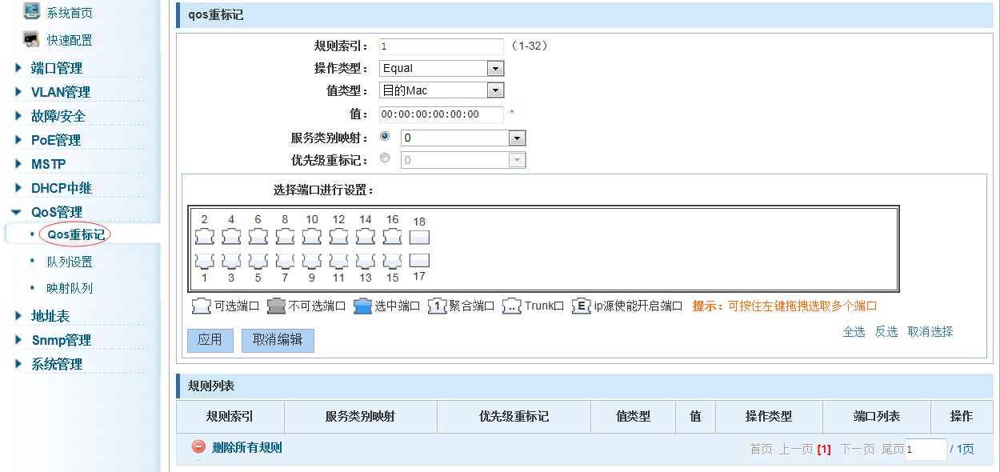 系统首页
快速配置
端口管理
VLAN管理
故障/安全
PoE管理
MSTP
DHCP中继
QoS管理
Qos重标记
队列设置
映射队列
地址表
Snmp管理
系统管理
qos重标记
规则索引： 1 （1-32）
操作类型： Equal
值类型： 目的Mac
值： 00:00:00:00:00:00 *
服务类别映射： 0
优先级重标记： 0
选择端口进行设置：
2 4 6 8 10 12 14 16 18
1 3 5 7 9 11 13 15 17
可选端口 不可选端口 选中端口 1 聚合端口 .. Trunk口 E ip源使能开启端口 提示：可按住左键拖拽选取多个端口
全选 反选 取消选择
应用 取消编辑
规则列表
规则索引 服务类别映射 优先级重标记 值类型 值 操作类型 端口列表 操作
删除所有规则 首页 上一页 [1] 下一页 尾页 1 / 1页